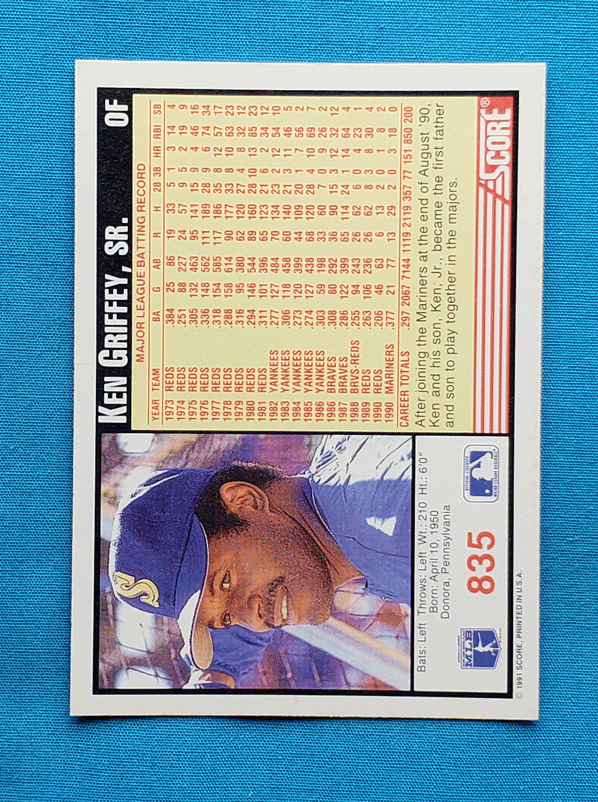 KEN GRIFFEY, SR. OF
MAJOR LEAGUE BATTING RECORD
YEAR TEAM BA G AB R H 2B 3B HR RBI SB
1973 REDS .384 25 86 19 33 5 1 3 14 4
1974 REDS .251 88 227 24 57 9 5 2 19 9
1975 REDS .305 132 463 95 141 15 9 4 46 16
1976 REDS .336 148 562 111 189 28 9 6 74 34
1977 REDS .318 154 585 117 186 35 8 12 57 17
1978 REDS .288 158 614 90 177 33 8 10 63 23
1979 REDS .316 95 380 62 120 27 4 8 32 12
1980 REDS .294 146 544 89 160 28 10 13 85 23
1981 REDS .311 101 396 65 123 21 6 2 34 12
1982 YANKEES .277 127 484 70 134 23 2 12 54 10
1983 YANKEES .306 118 458 60 140 21 3 11 46 5
1984 YANKEES .273 120 399 44 109 20 1 7 56 2
1985 YANKEES .274 127 438 68 120 28 4 10 69 7
1986 YANKEES .303 59 198 33 60 7 0 9 26 2
1986 BRAVES .308 80 292 36 90 15 3 12 32 12
1987 BRAVES .286 122 399 65 114 24 1 14 64 4
1988 BRVS-REDS .255 94 243 26 62 6 0 4 23 1
1989 REDS .263 106 236 26 62 8 3 8 30 4
1990 REDS .206 46 63 6 13 2 0 1 8 2
1990 MARINERS .377 21 77 13 29 2 0 3 18 0
CAREER TOTALS .297 2067 7144 1119 2119 357 77 151 850 200
After joining the Mariners at the end of August '90,
Ken and his son, Ken, Jr., became the first father
and son to play together in the majors.
SCORE®
S
Bats: Left Throws: Left Wt.: 210 Ht.: 6'0"
Born: April 10, 1950
Donora, Pennsylvania
835
MLB
© 1991 SCORE, PRINTED IN U.S.A.